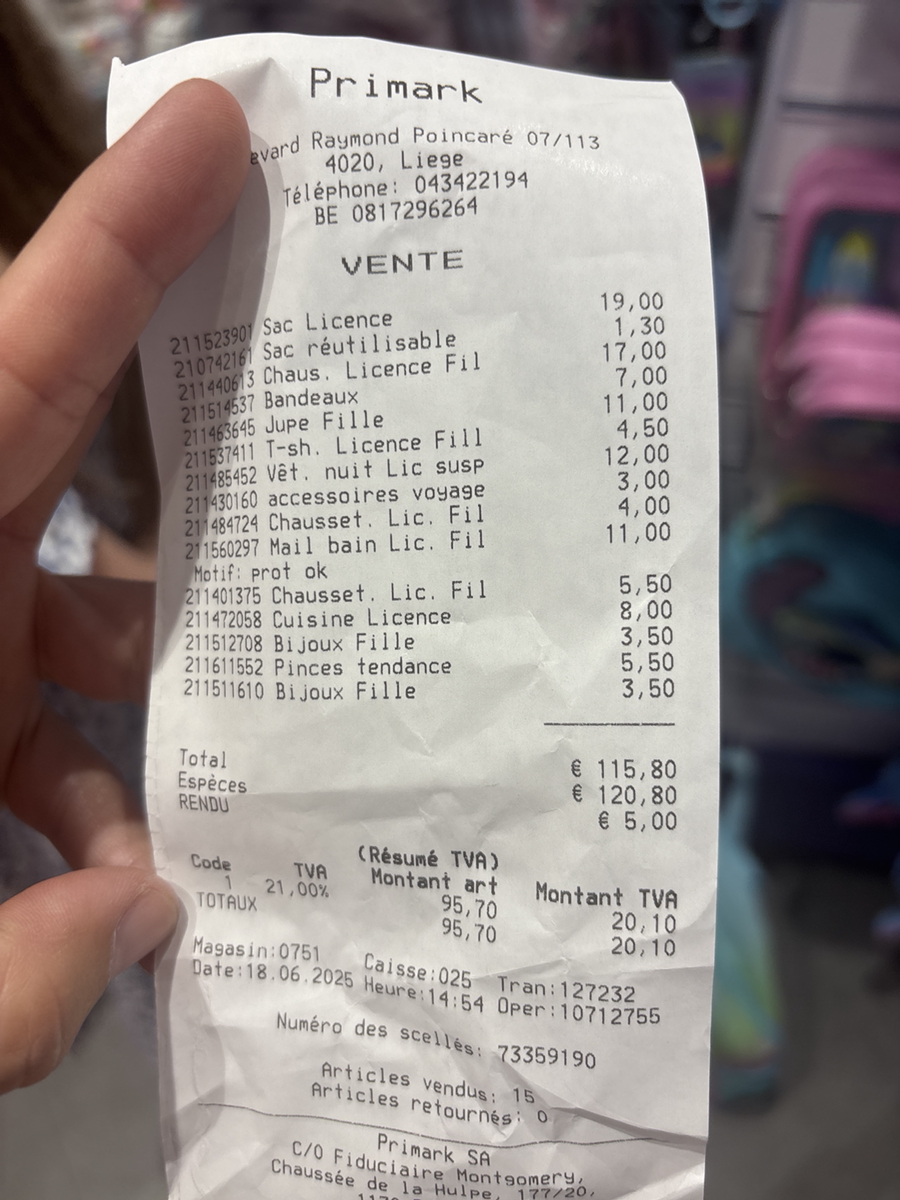 Primark
Raymond Poincaré 07/113
4020, Liege
Téléphone: 043422194
BE 0817296264
VENTE
211523901 Sac Licence 19,00
210742161 Sac réutilisable 1,30
211440613 Chaus. Licence Fil 17,00
211514537 Bandeaux 7,00
211463645 Jupe Fille 11,00
211537411 T-sh. Licence Fill 4,50
211485452 Vêt. nuit Lic susp 12,00
211430160 accessoires voyage 3,00
211484724 Chausset. Lic. Fil 4,00
211560297 Mail bain Lic. Fil 11,00
Motif: prot ok
211401375 Chausset. Lic. Fil 5,50
211472058 Cuisine Licence 8,00
211512708 Bijoux Fille 3,50
211611552 Pinces tendance 5,50
211511610 Bijoux Fille 3,50
Total € 115,80
Espèces € 120,80
RENDU € 5,00
(Résumé TVA)
Code TVA Montant art Montant TVA
1 21,00% 95,70 20,10
TOTAUX 95,70 20,10
Magasin:0751 Caisse:025 Tran:127232
Date:18.06.2025 Heure:14:54 Oper:10712755
Numéro des scellés: 73359190
Articles vendus: 15
Articles retournés: 0
Primark SA
C/O Fiduciaire Montgomery,
Chaussée de la Hulpe, 177/20,